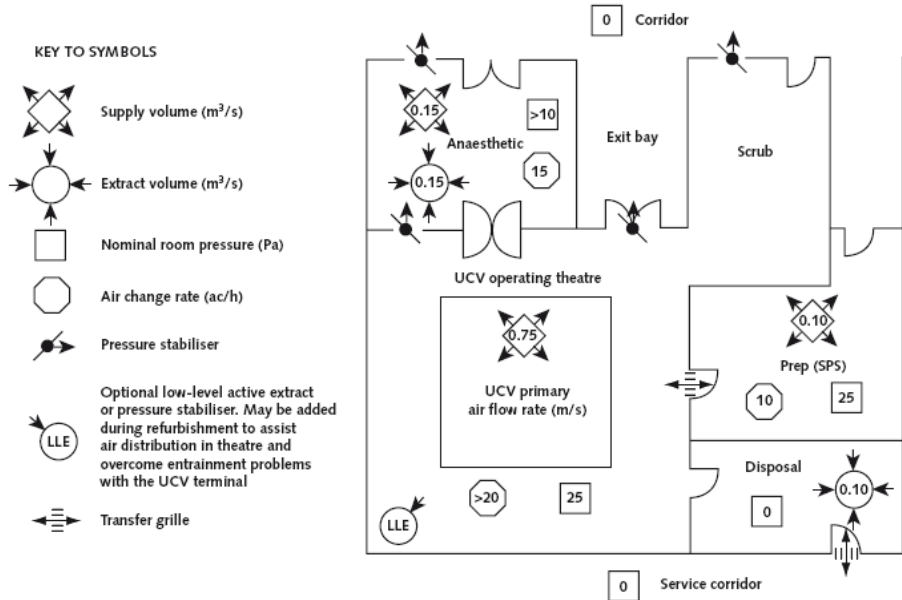 KEY TO SYMBOLS
Supply volume (m³/s)
Extract volume (m³/s)
Nominal room pressure (Pa)
Air change rate (ac/h)
Pressure stabiliser
LLE
Optional low-level active extract
or pressure stabiliser. May be added
during refurbishment to assist
air distribution in theatre and
overcome entrainment problems
with the UCV terminal
Transfer grille
0 Corridor
0.15
>10
Anaesthetic
15
0.15
Exit bay
Scrub
UCV operating theatre
0.75
UCV primary
air flow rate (m/s)
>20
25
LLE
0.10
Prep (SPS)
10
25
Disposal
0.10
0
0 Service corridor